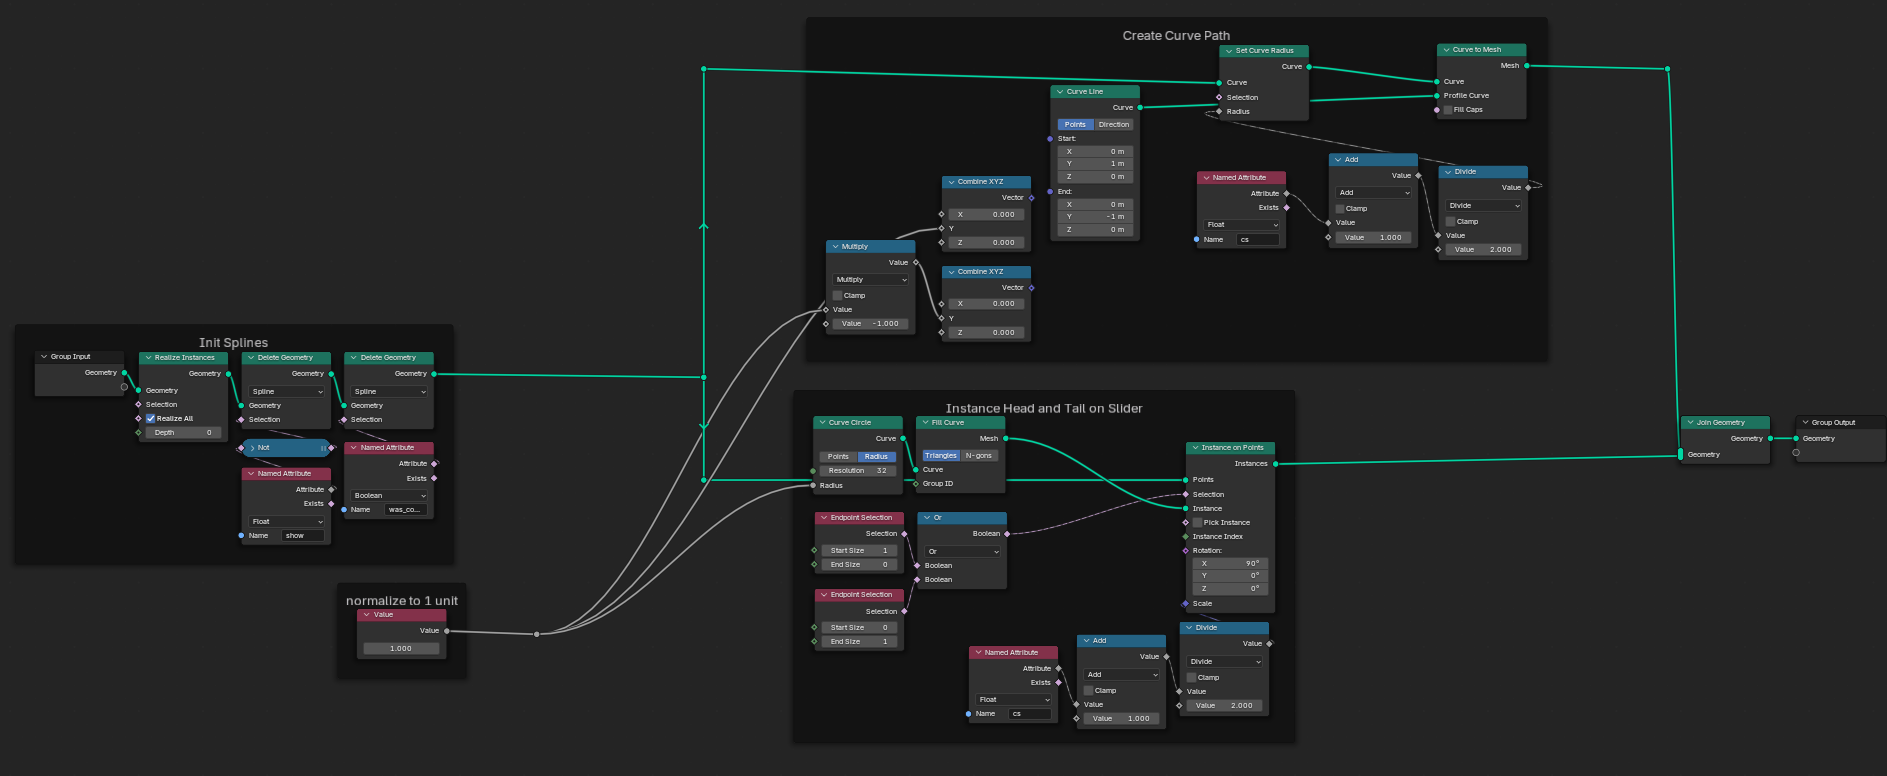 Create Curve Path
Set Curve Radius
Curve
Curve
Selection
Radius
Curve to Mesh
Mesh
Curve
Profile Curve
Fill Caps
Curve Line
Curve
Points Direction
Start:
X 0 m
Y 1 m
Z 0 m
End:
X 0 m
Y -1 m
Z 0 m
Combine XYZ
Vector
X 0.000
Y
Z 0.000
Combine XYZ
Vector
X 0.000
Y
Z 0.000
Multiply
Value
Multiply
Clamp
Value
Value -1.000
Named Attribute
Attribute
Exists
Float
Name cs
Add
Value
Add
Clamp
Value
Value 1.000
Divide
Value
Divide
Clamp
Value
Value 2.000
Init Splines
Group Input
Geometry
Realize Instances
Geometry
Geometry
Selection
Realize All
Depth 0
Delete Geometry
Geometry
Spline
Geometry
Selection
Delete Geometry
Geometry
Spline
Geometry
Selection
Not
Named Attribute
Attribute
Exists
Float
Name show
Named Attribute
Attribute
Exists
Boolean
Name was_co...
normalize to 1 unit
Value
Value
1.000
Instance Head and Tail on Slider
Curve Circle
Curve
Points Radius
Resolution 32
Radius
Fill Curve
Mesh
Triangles N-gons
Curve
Group ID
Endpoint Selection
Selection
Start Size 1
End Size 0
Or
Boolean
Or
Boolean
Boolean
Endpoint Selection
Selection
Start Size 0
End Size 1
Instance on Points
Instances
Points
Selection
Instance
Pick Instance
Instance Index
Rotation:
X 90°
Y 0°
Z 0°
Scale
Named Attribute
Attribute
Exists
Float
Name cs
Add
Value
Add
Clamp
Value
Value 1.000
Divide
Value
Divide
Clamp
Value
Value 2.000
Join Geometry
Geometry
Geometry
Group Output
Geometry